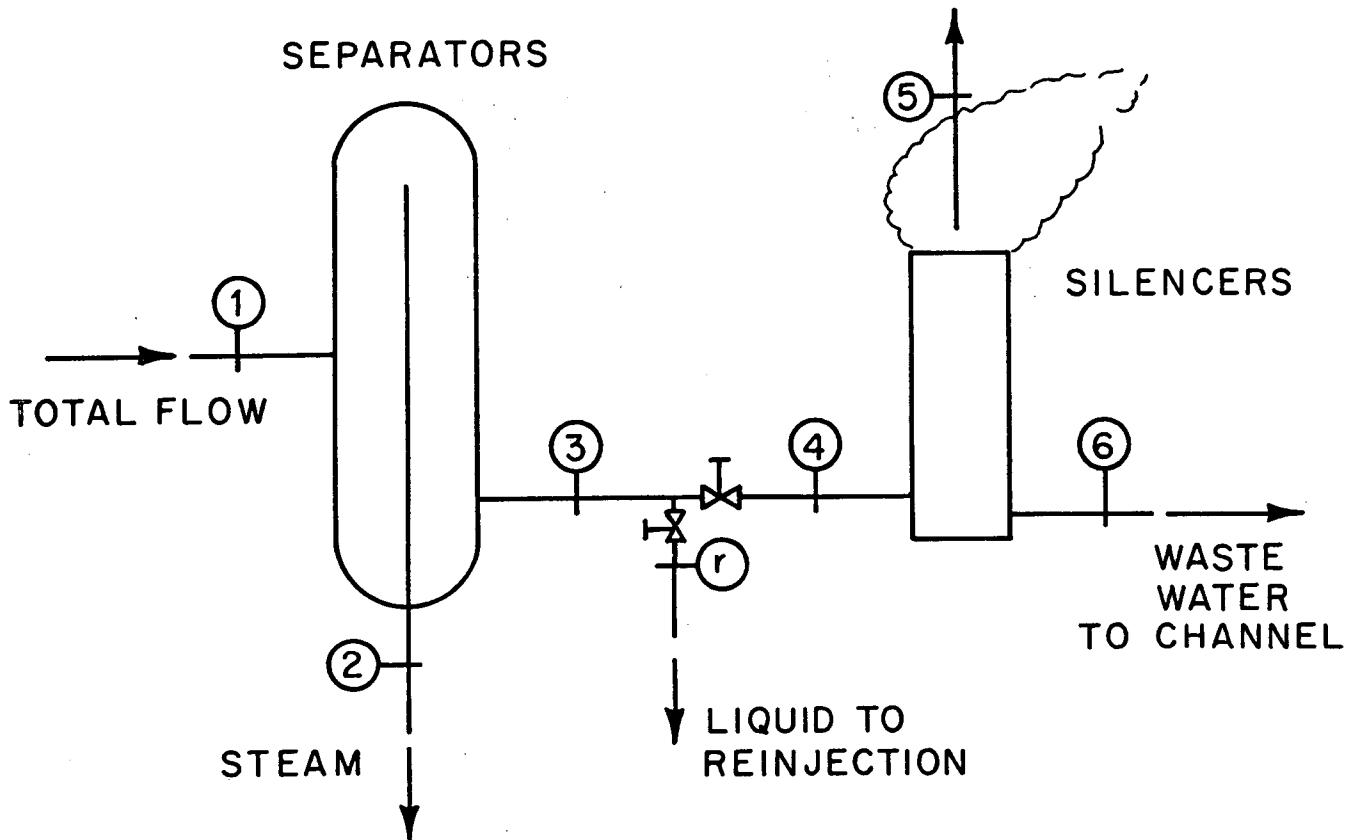 SEPARATORS
5
SILENCERS
1
TOTAL FLOW
3
4
6
r
WASTE
WATER
TO CHANNEL
2
LIQUID TO
REINJECTION
STEAM